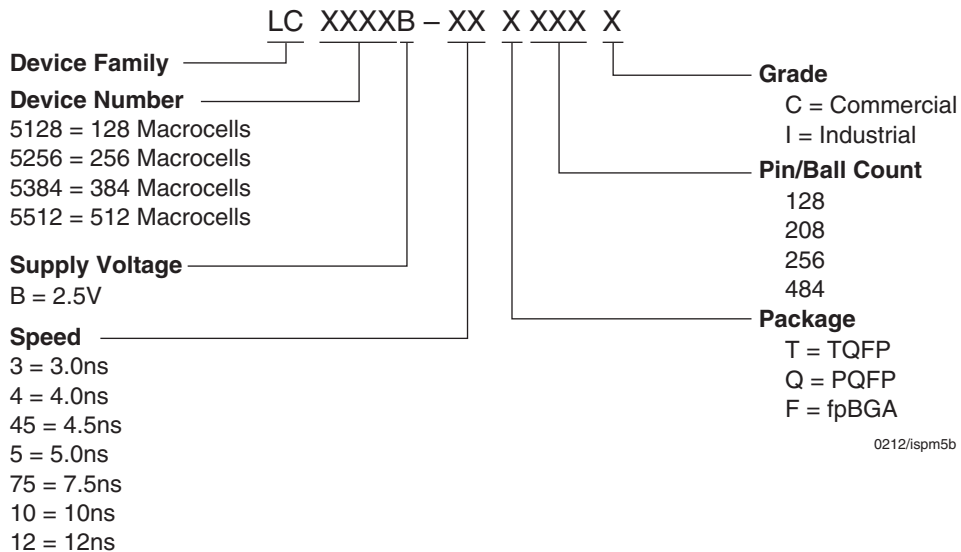 LC XXXXB – XX X XXX X
Device Family
Device Number
5128 = 128 Macrocells
5256 = 256 Macrocells
5384 = 384 Macrocells
5512 = 512 Macrocells
Supply Voltage
B = 2.5V
Speed
3 = 3.0ns
4 = 4.0ns
45 = 4.5ns
5 = 5.0ns
75 = 7.5ns
10 = 10ns
12 = 12ns
Grade
C = Commercial
I = Industrial
Pin/Ball Count
128
208
256
484
Package
T = TQFP
Q = PQFP
F = fpBGA
0212/ispm5b